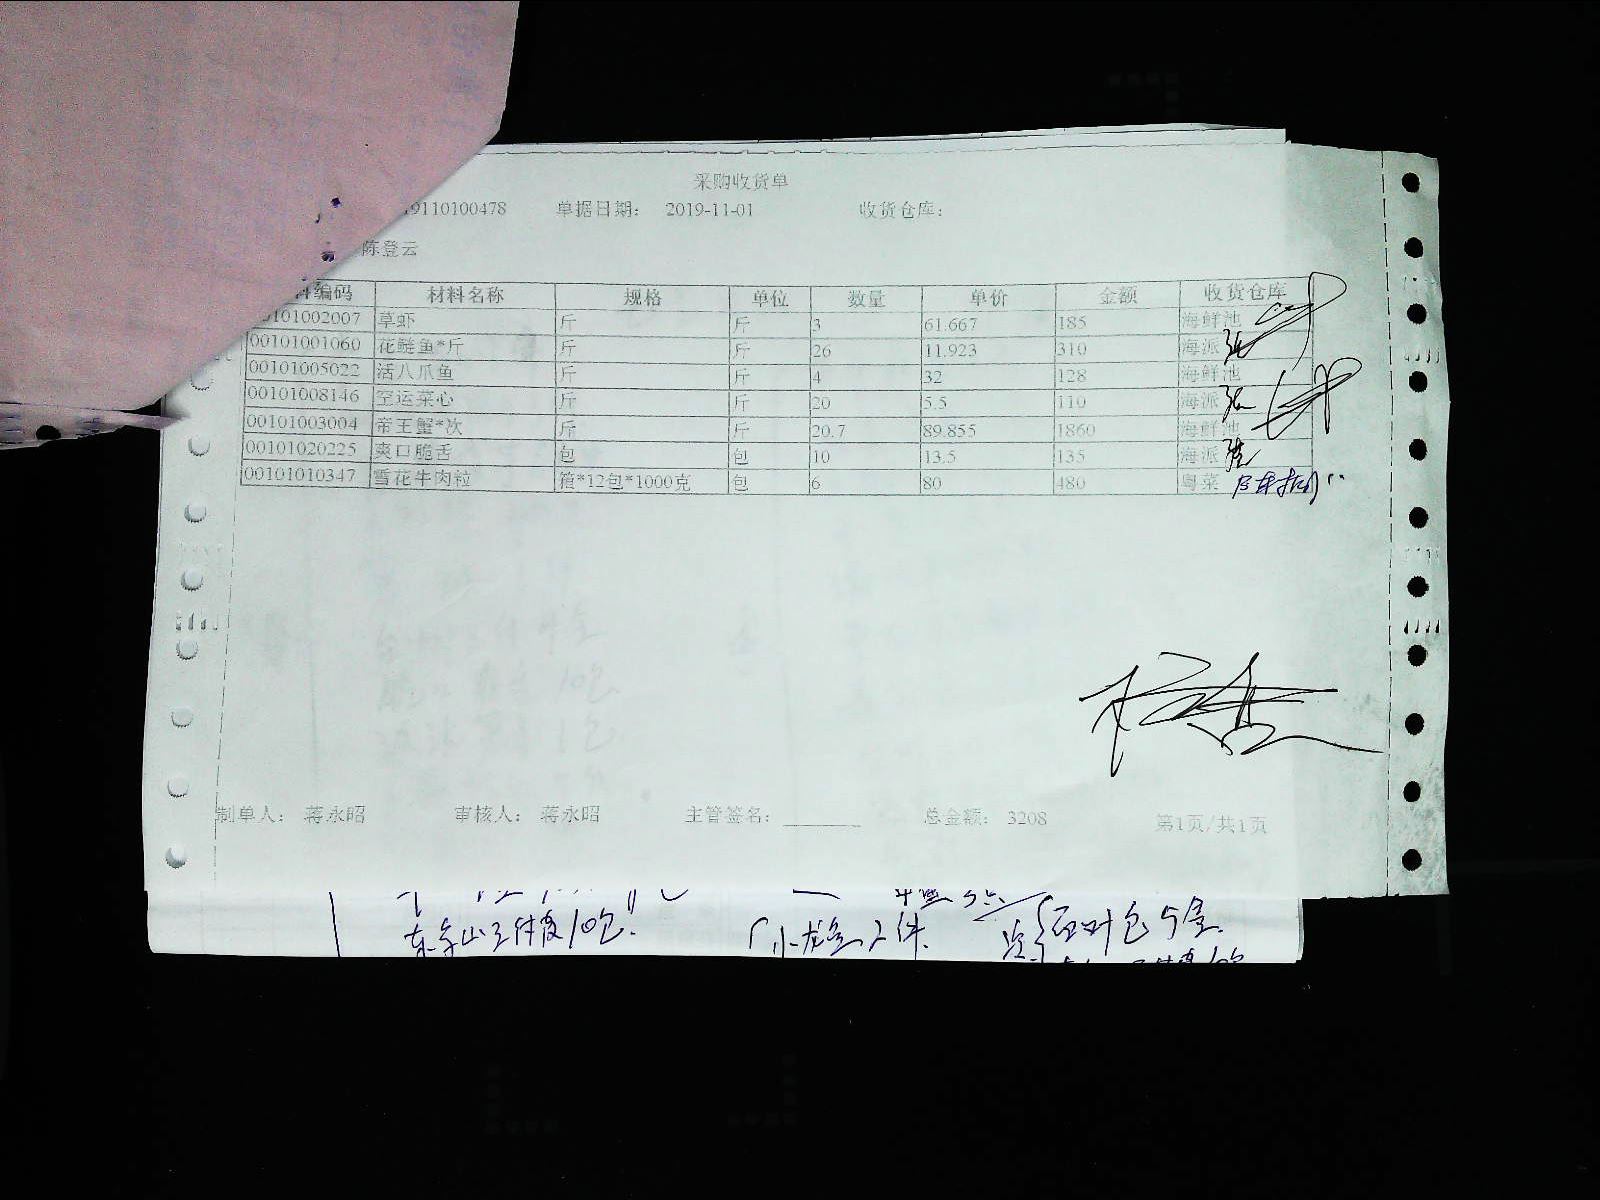 采购收货单
19110100478 单据日期： 2019-11-01 收货仓库：
陈登云
编码 材料名称 规格 单位 数量 单价 金额 收货仓库
101002007 草虾 斤 斤 3 61.667 185 海鲜池
00101001060 花鲢鱼*斤 斤 斤 26 11.923 310 海派
00101005022 活八爪鱼 斤 斤 4 32 128 海鲜池
00101008146 空运菜心 斤 斤 20 5.5 110 海派
00101003004 帝王蟹*次 斤 斤 20.7 89.855 1860 海鲜池
00101020225 爽口脆舌 包 包 10 13.5 135 海派
00101010347 雪花牛肉粒 箱*12包*1000克 包 6 80 480 粤菜
制单人： 蒋永昭 审核人： 蒋永昭 主管签名： 总金额： 3208 第1页/共1页
10包 小龙 2件